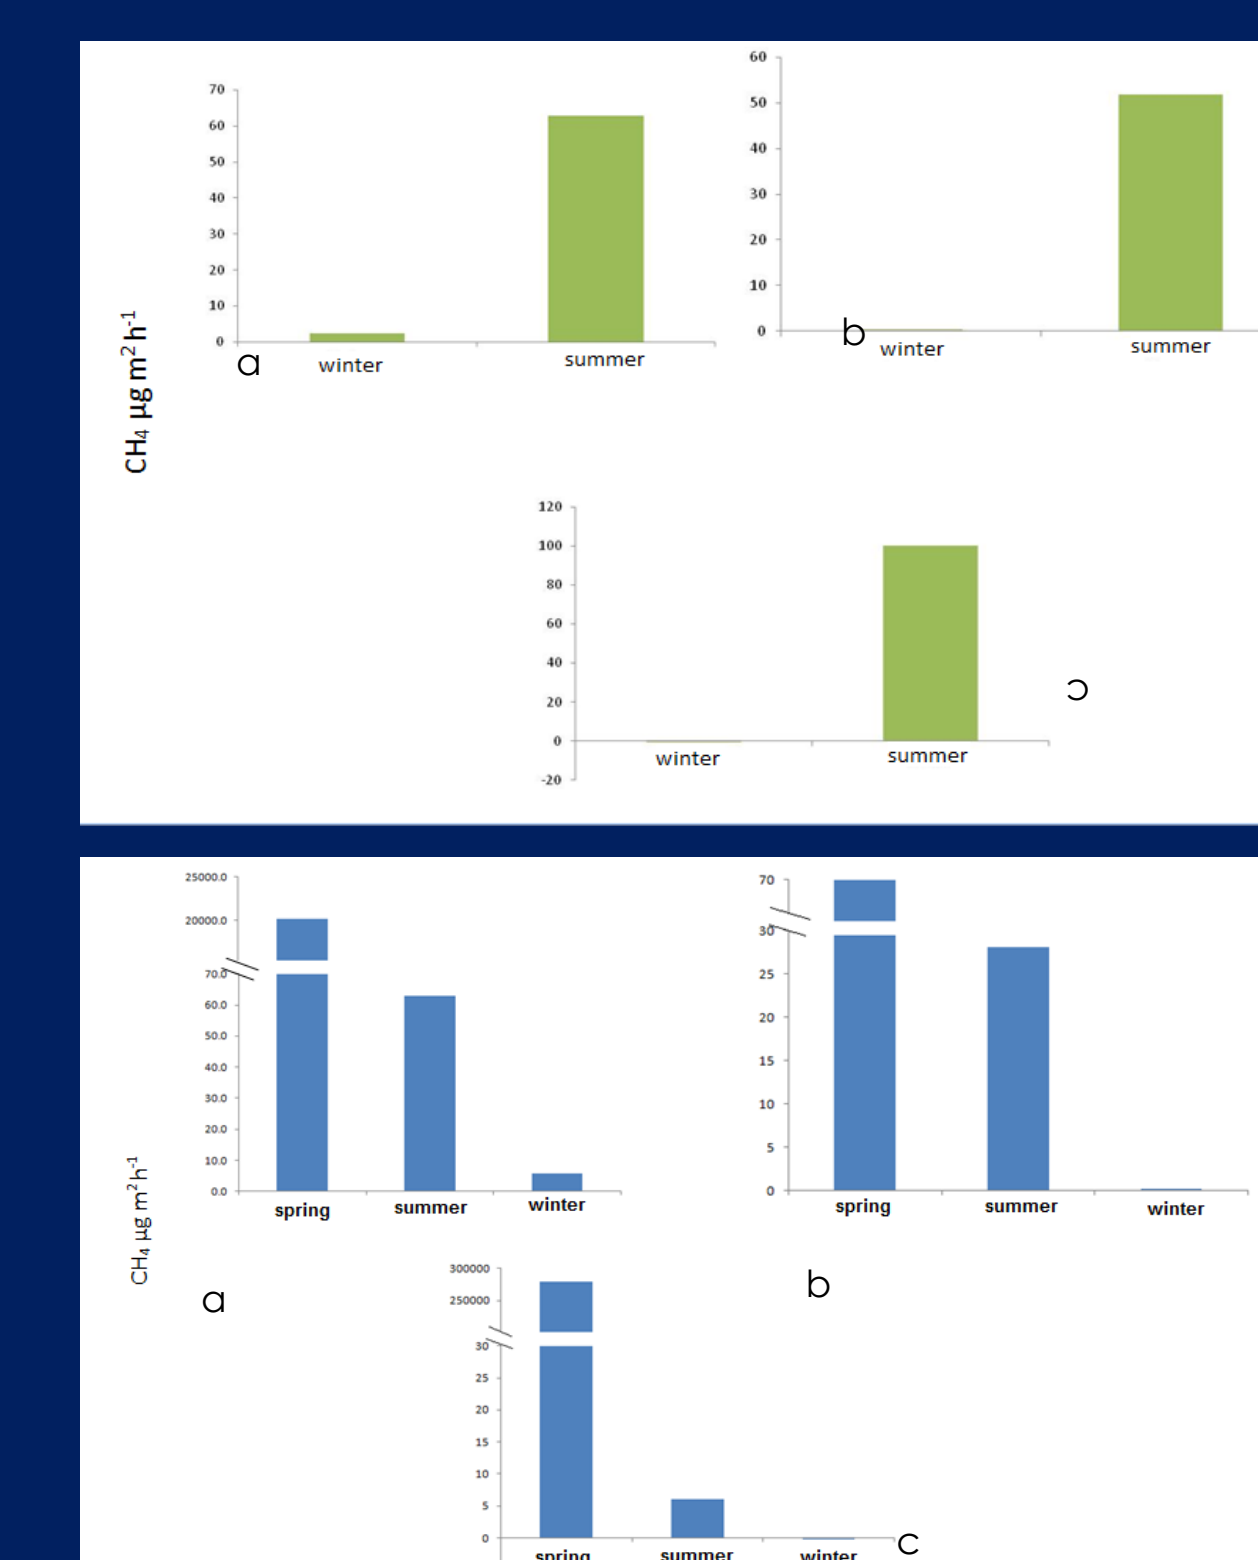 70
60
50
40
30
20
10
0
a
winter
summer
60
50
40
30
20
10
0
b
winter
summer
CH₄ µg m² h⁻¹
120
100
80
60
40
20
0
-20
winter
summer
c
25000.0
20000.0
70.0
60.0
50.0
40.0
30.0
20.0
10.0
0.0
spring
summer
winter
70
30
25
20
15
10
5
0
spring
summer
winter
CH₄ µg m² h⁻¹
a
b
300000
250000
30
25
20
15
10
5
0
spring
summer
winter
c